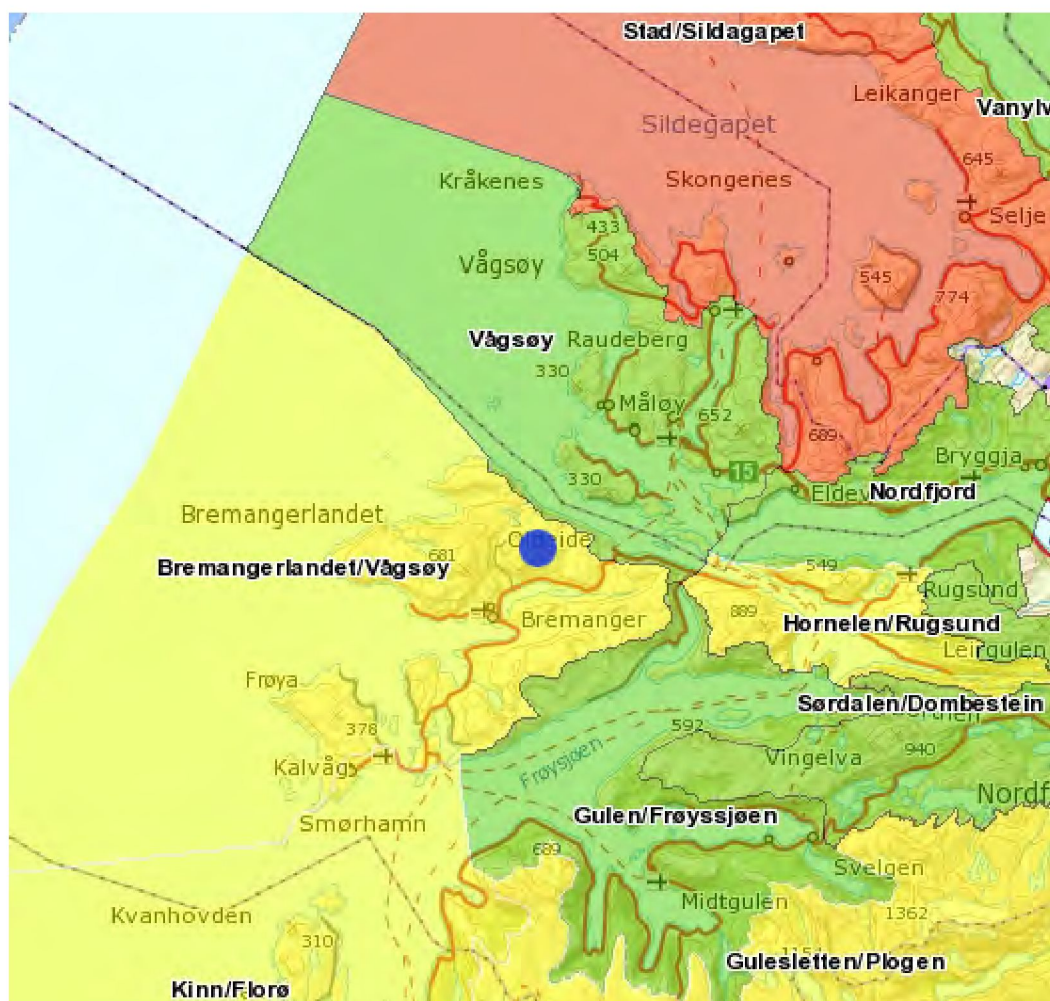 Stad/Sildagapet
Leikanger
Vanylv
Sildegapet
645
Kråkenes
Skongenes
Selje
433
504
Vågsøy
545
774
Vågsøy
Raudeberg
330
Måløy
652
689
Bryggja
15
330
Eldev
Nordfjord
Bremangerlandet
681
Bremangerlandet/Vågsøy
549
Rugsund
Bremanger
889
Hornelen/Rugsund
Leirgulen
Frøya
Sørdalen/Dombestein
378
592
Kalvåg
Frøysjøen
Vingelva
940
Nordf
Smørhamn
Gulen/Frøyssjøen
689
Svelgen
Midtgulen
Kvanhovden
1362
310
1154
Gulesletten/Plogen
Kinn/Florø